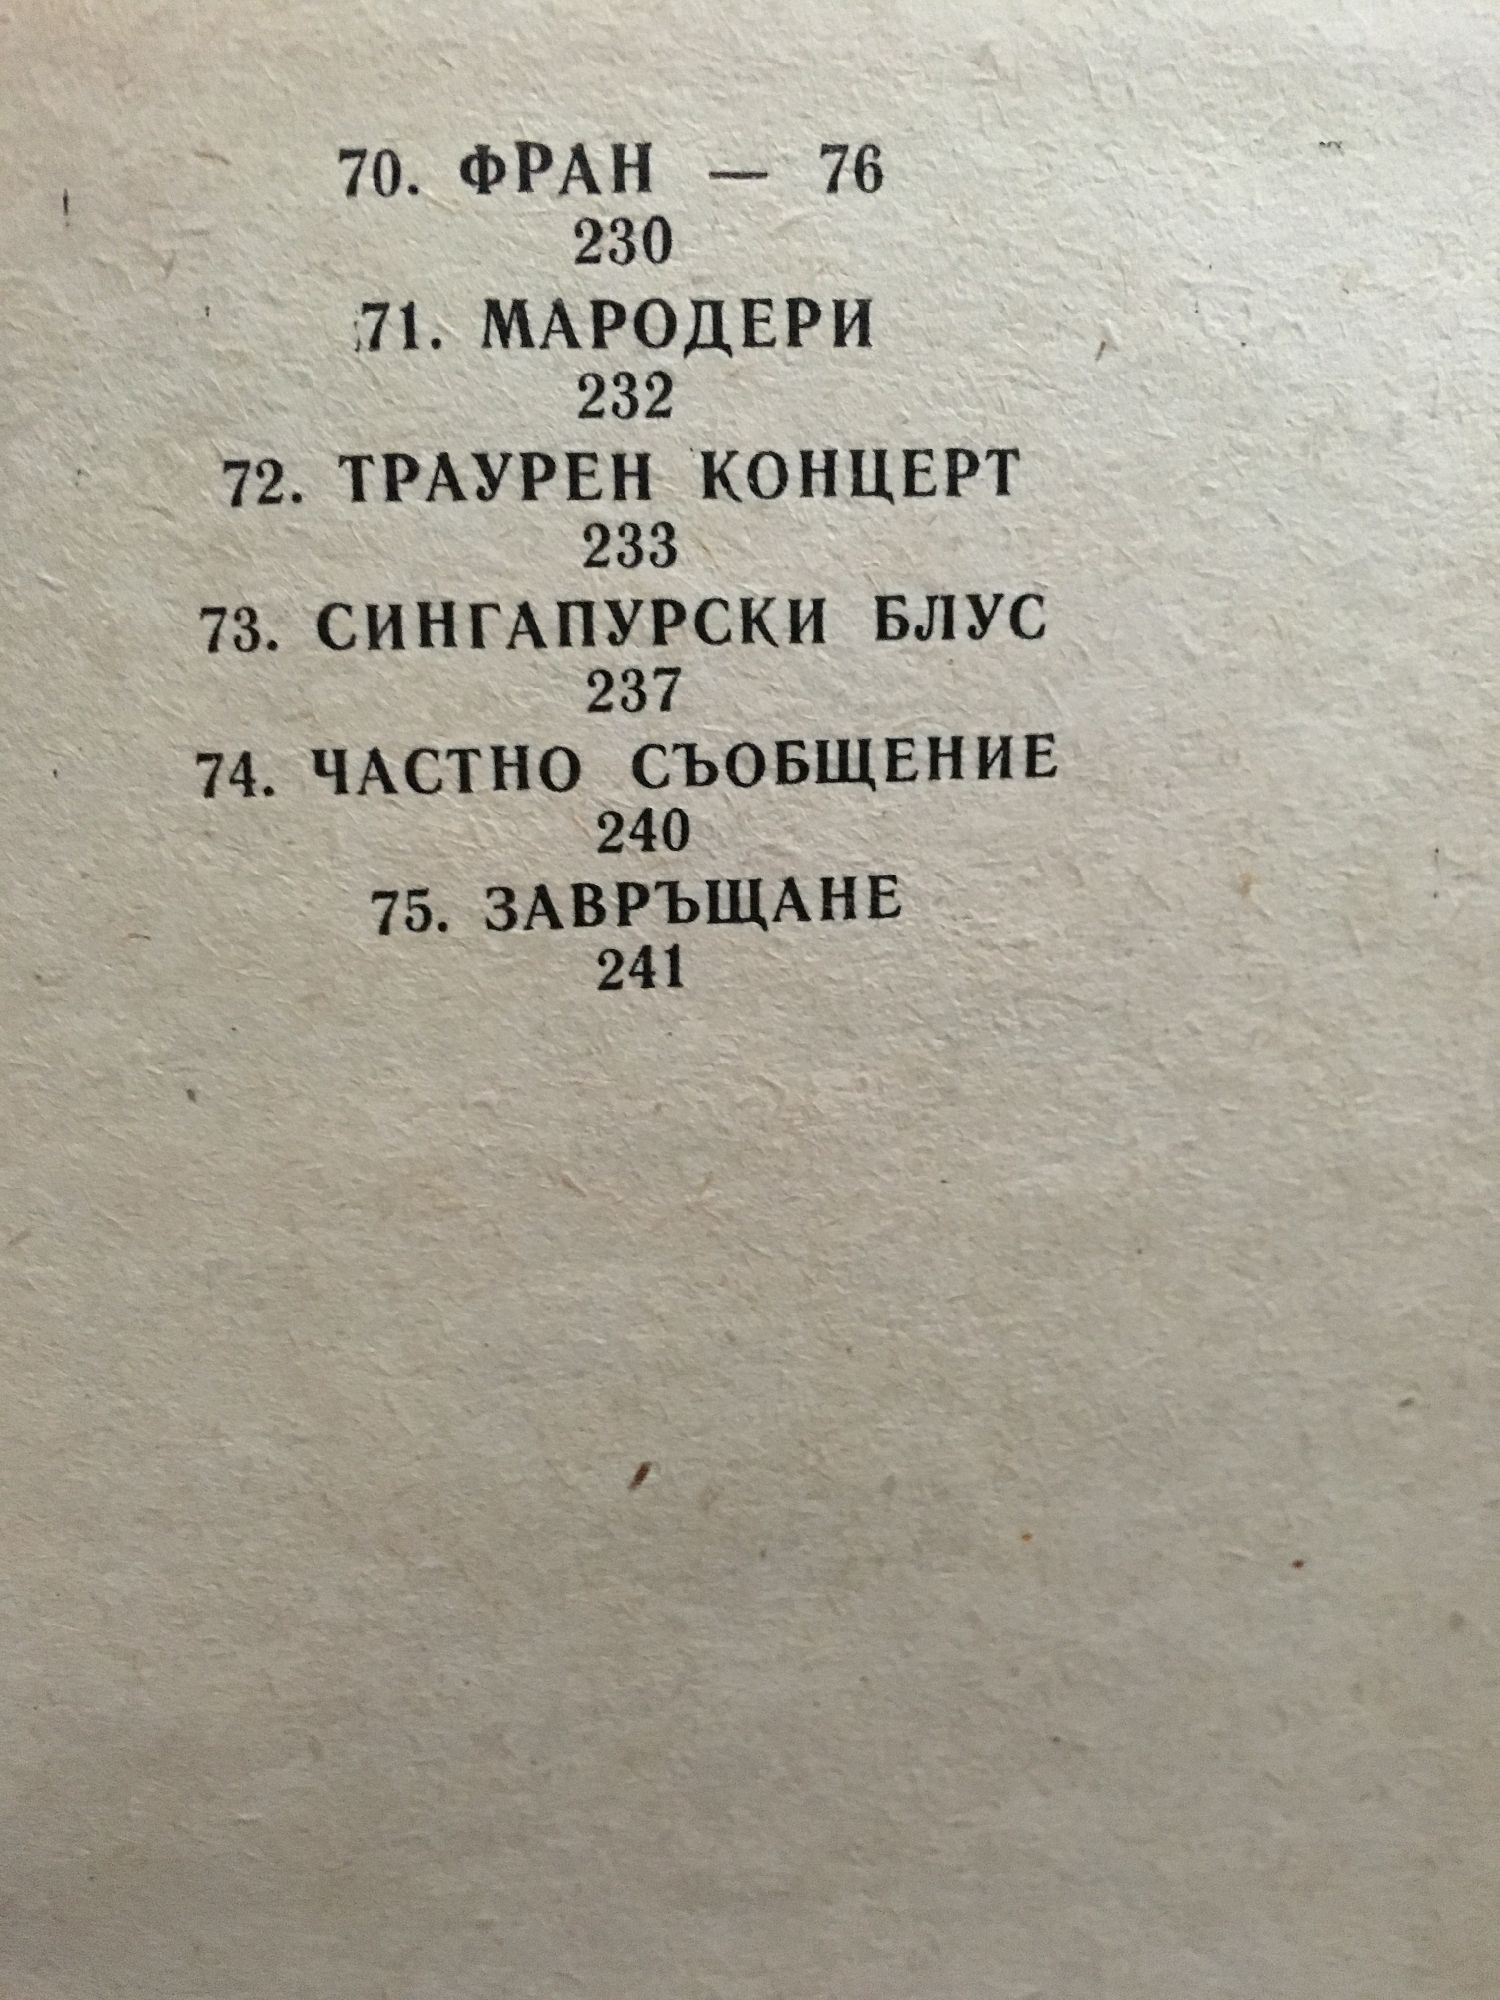 70. ФРАН — 76
230
71. МАРОДЕРИ
232
72. ТРАУРЕН КОНЦЕРТ
233
73. СИНГАПУРСКИ БЛУС
237
74. ЧАСТНО СЪОБЩЕНИЕ
240
75. ЗАВРЪЩАНЕ
241